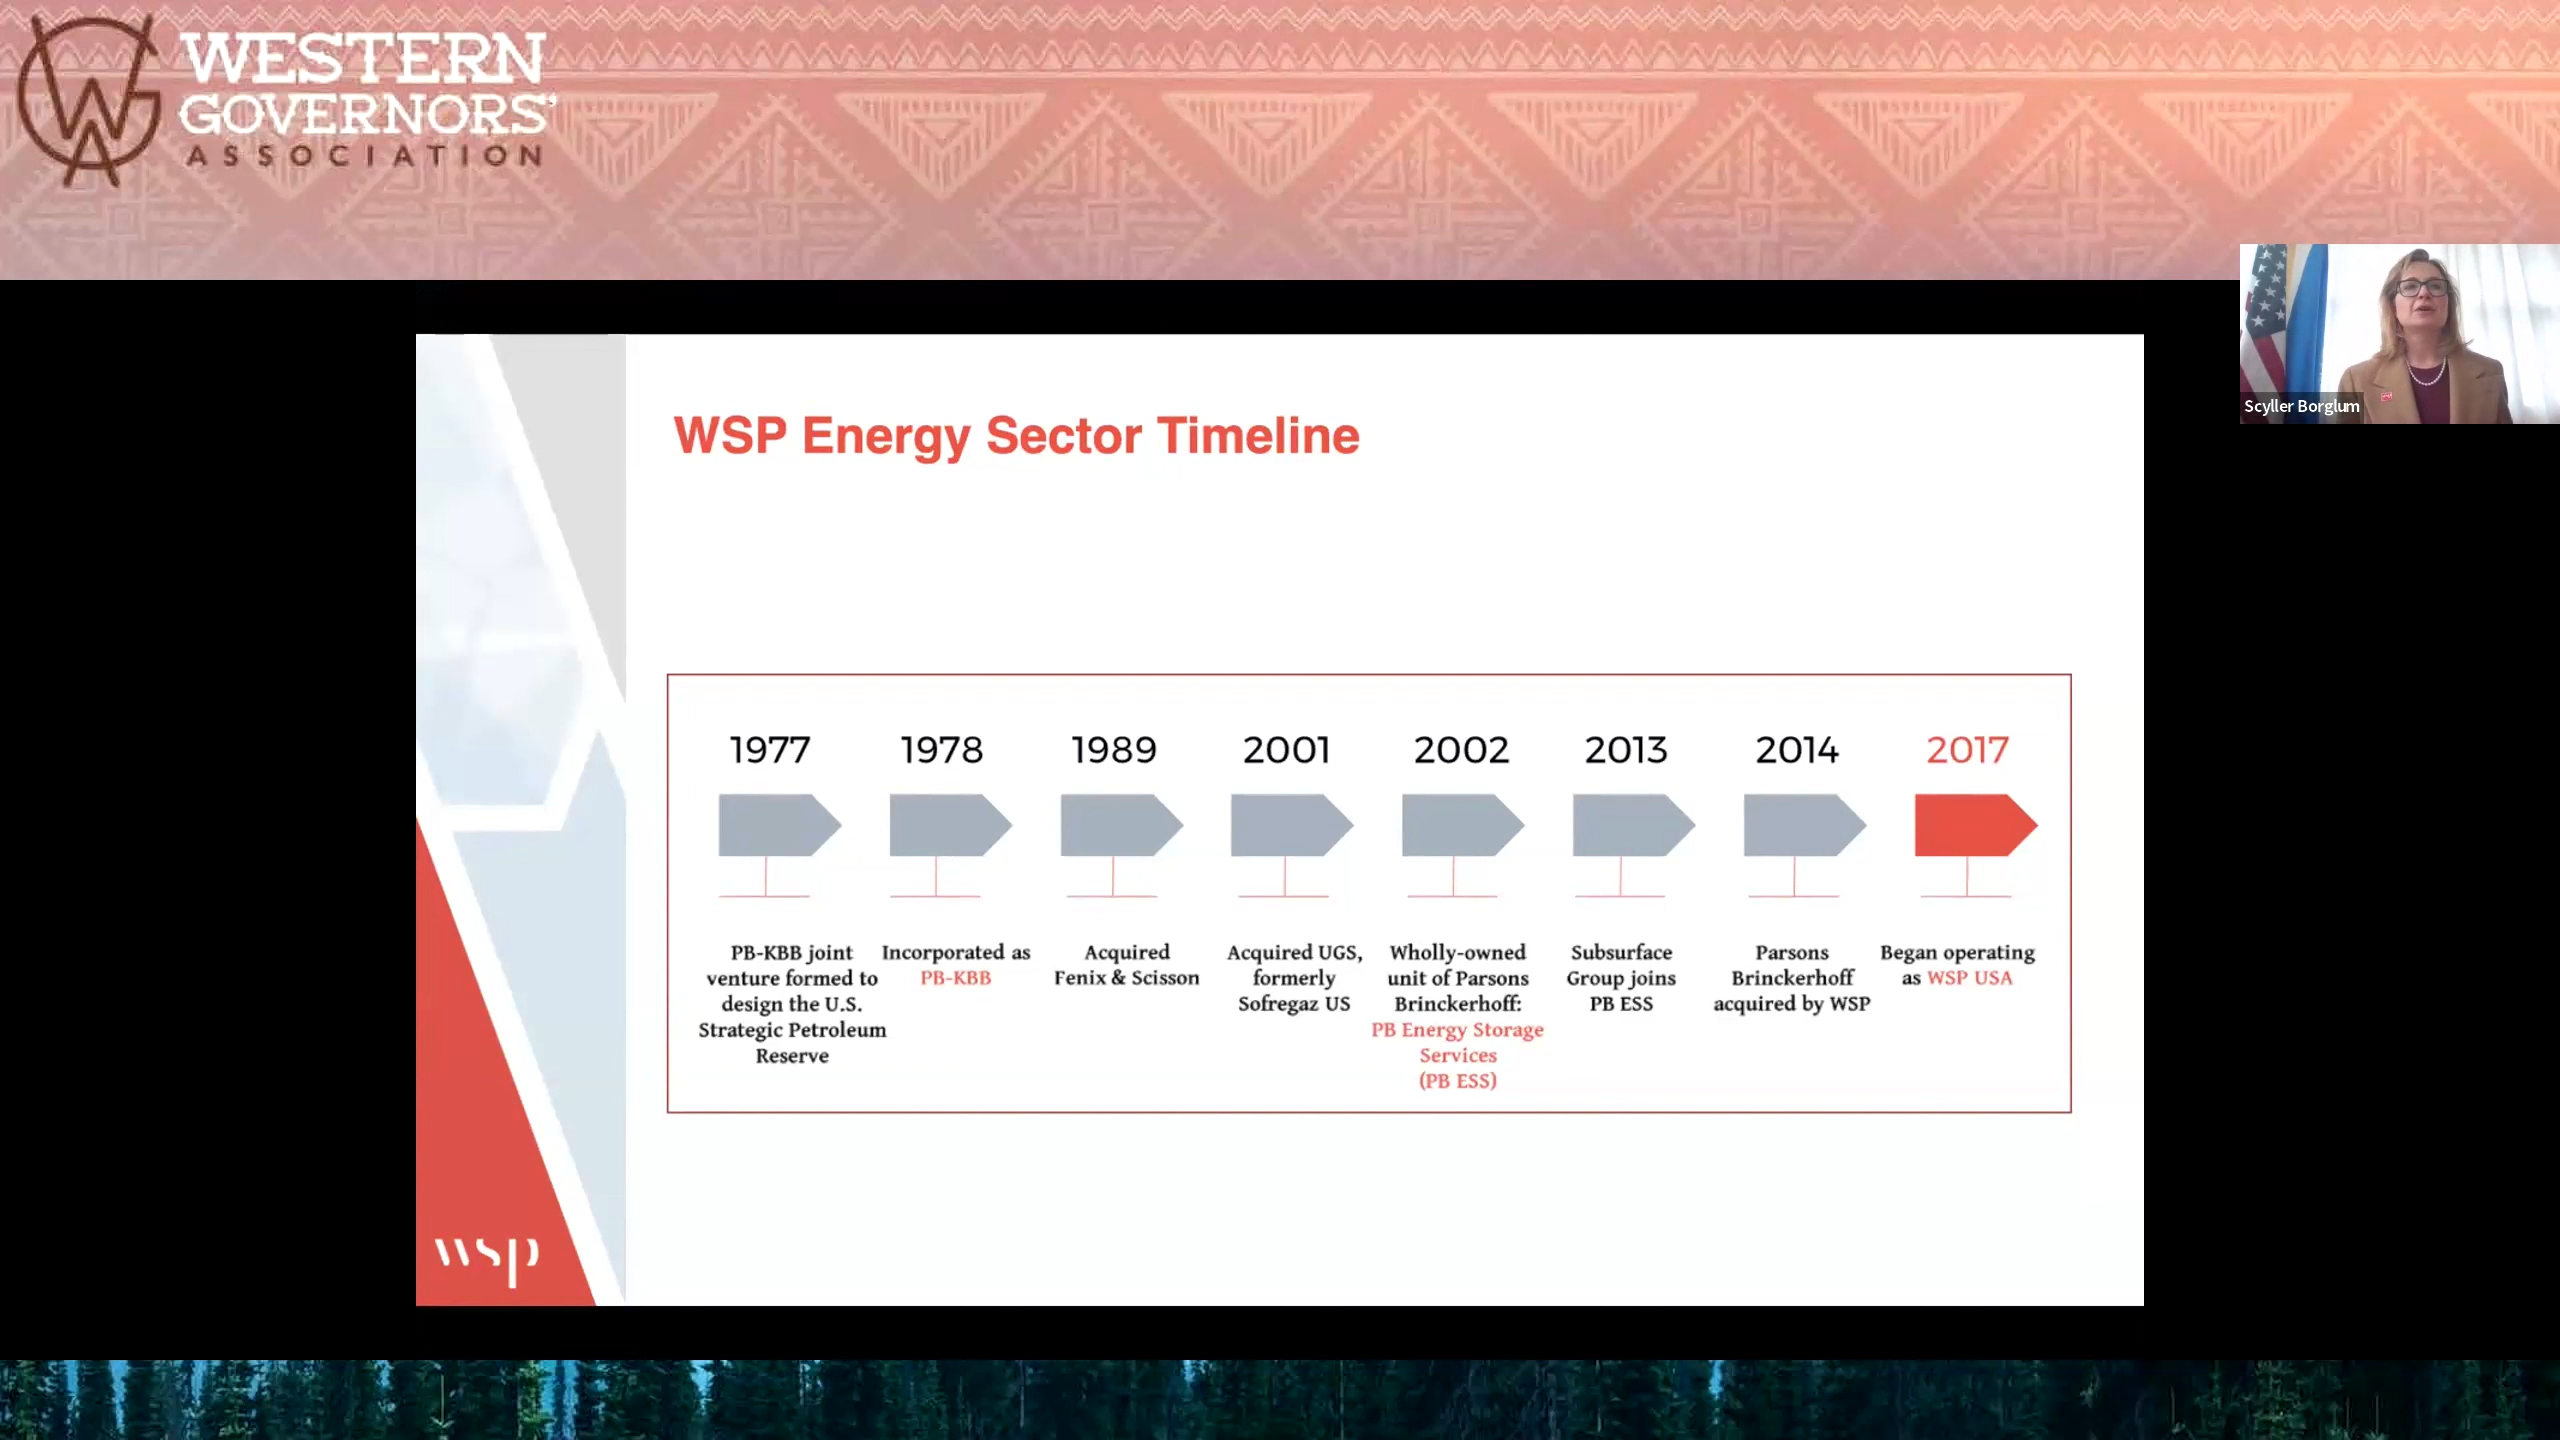 WESTERN
GOVERNORS'
ASSOCIATION
Scyller Borglum
WSP Energy Sector Timeline
1977
1978
1989
2001
2002
2013
2014
2017
PB-KBB joint
venture formed to
design the U.S.
Strategic Petroleum
Reserve
Incorporated as
PB-KBB
Acquired
Fenix & Scisson
Acquired UGS,
formerly
Sofregaz US
Wholly-owned
unit of Parsons
Brinckerhoff:
PB Energy Storage
Services
(PB ESS)
Subsurface
Group joins
PB ESS
Parsons
Brinckerhoff
acquired by WSP
Began operating
as WSP USA
wsp